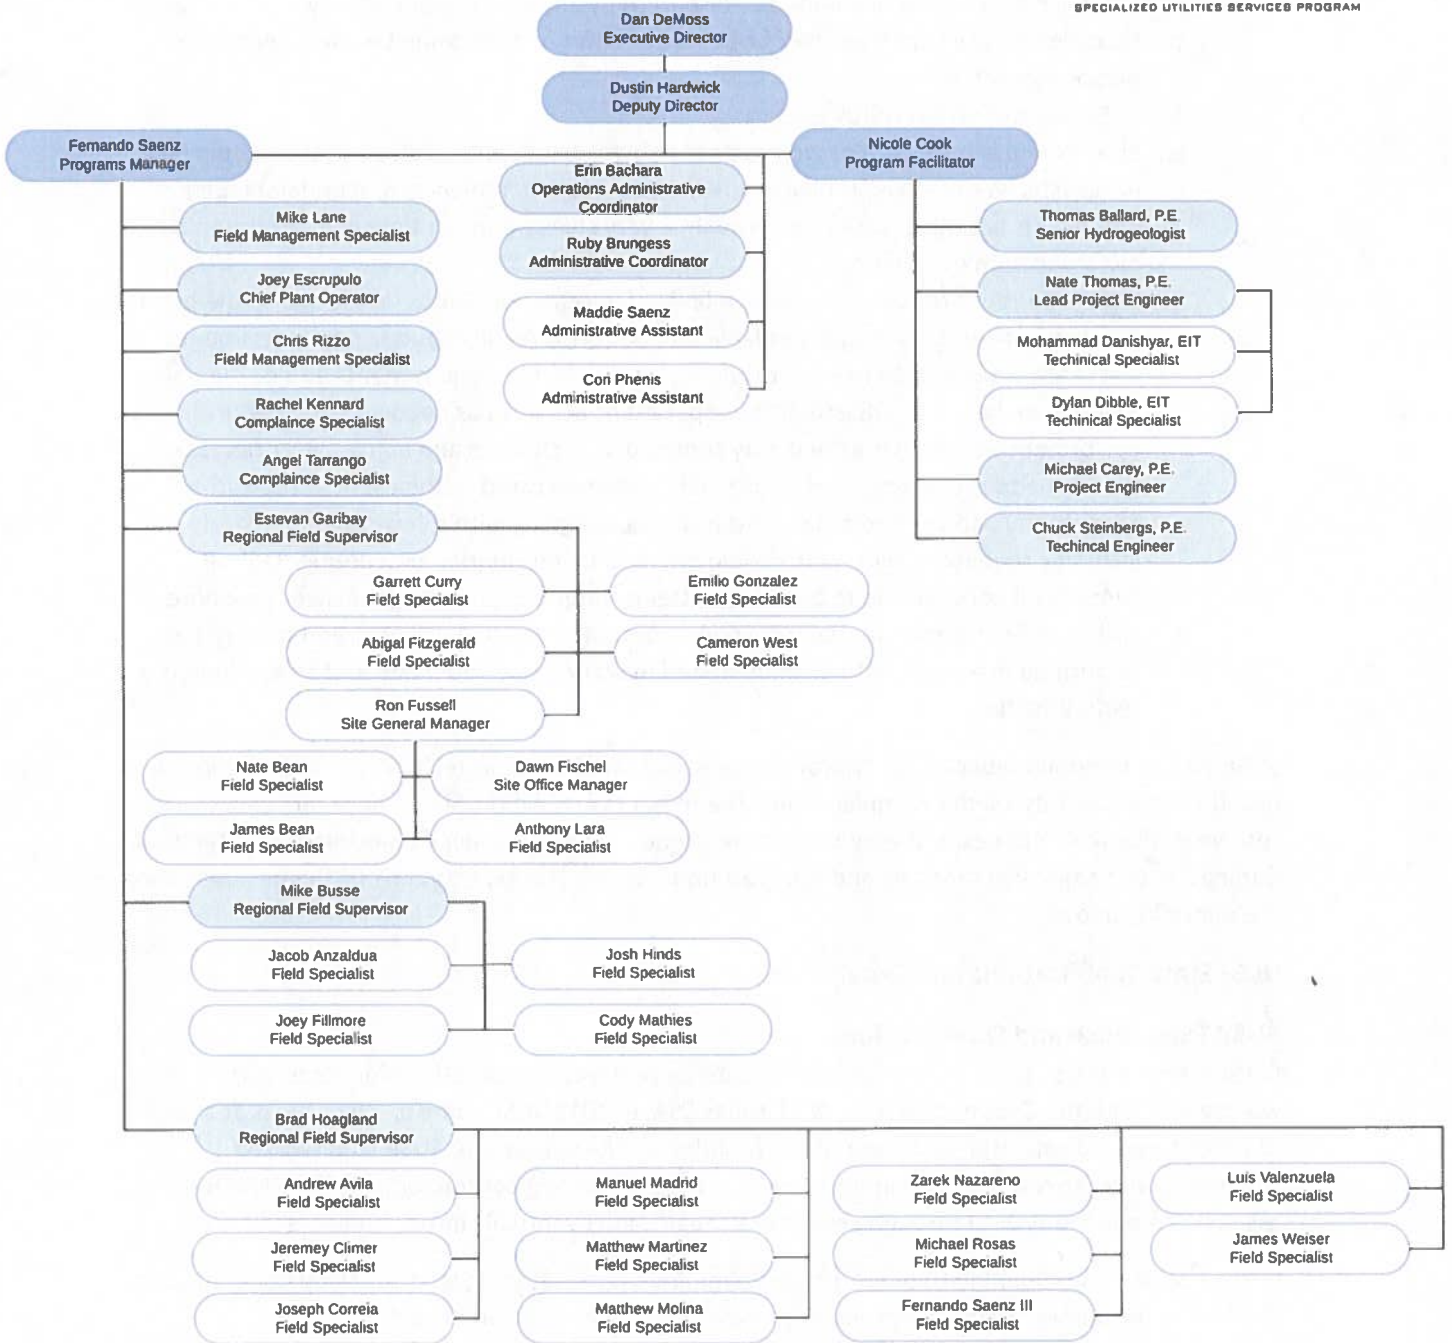 SPECIALIZED UTILITIES SERVICES PROGRAM
Dan DeMoss
Executive Director
Dustin Hardwick
Deputy Director
Fernando Saenz
Programs Manager
Nicole Cook
Program Facilitator
Erin Bachara
Operations Administrative
Coordinator
Ruby Brungess
Administrative Coordinator
Maddie Saenz
Administrative Assistant
Cori Phenis
Administrative Assistant
Mike Lane
Field Management Specialist
Joey Escrupulo
Chief Plant Operator
Chris Rizzo
Field Management Specialist
Rachel Kennard
Complaince Specialist
Angel Tarrango
Complaince Specialist
Estevan Garibay
Regional Field Supervisor
Thomas Ballard, P.E.
Senior Hydrogeologist
Nate Thomas, P.E.
Lead Project Engineer
Mohammad Danishyar, EIT
Techinical Specialist
Dylan Dibble, EIT
Techinical Specialist
Michael Carey, P.E.
Project Engineer
Chuck Steinbergs, P.E.
Techincal Engineer
Garrett Curry
Field Specialist
Emilio Gonzalez
Field Specialist
Abigal Fitzgerald
Field Specialist
Cameron West
Field Specialist
Ron Fussell
Site General Manager
Nate Bean
Field Specialist
Dawn Fischel
Site Office Manager
James Bean
Field Specialist
Anthony Lara
Field Specialist
Mike Busse
Regional Field Supervisor
Jacob Anzaldua
Field Specialist
Josh Hinds
Field Specialist
Joey Fillmore
Field Specialist
Cody Mathies
Field Specialist
Brad Hoagland
Regional Field Supervisor
Andrew Avila
Field Specialist
Jeremey Climer
Field Specialist
Joseph Correia
Field Specialist
Manuel Madrid
Field Specialist
Matthew Martinez
Field Specialist
Matthew Molina
Field Specialist
Zarek Nazareno
Field Specialist
Michael Rosas
Field Specialist
Fernando Saenz III
Field Specialist
Luis Valenzuela
Field Specialist
James Weiser
Field Specialist